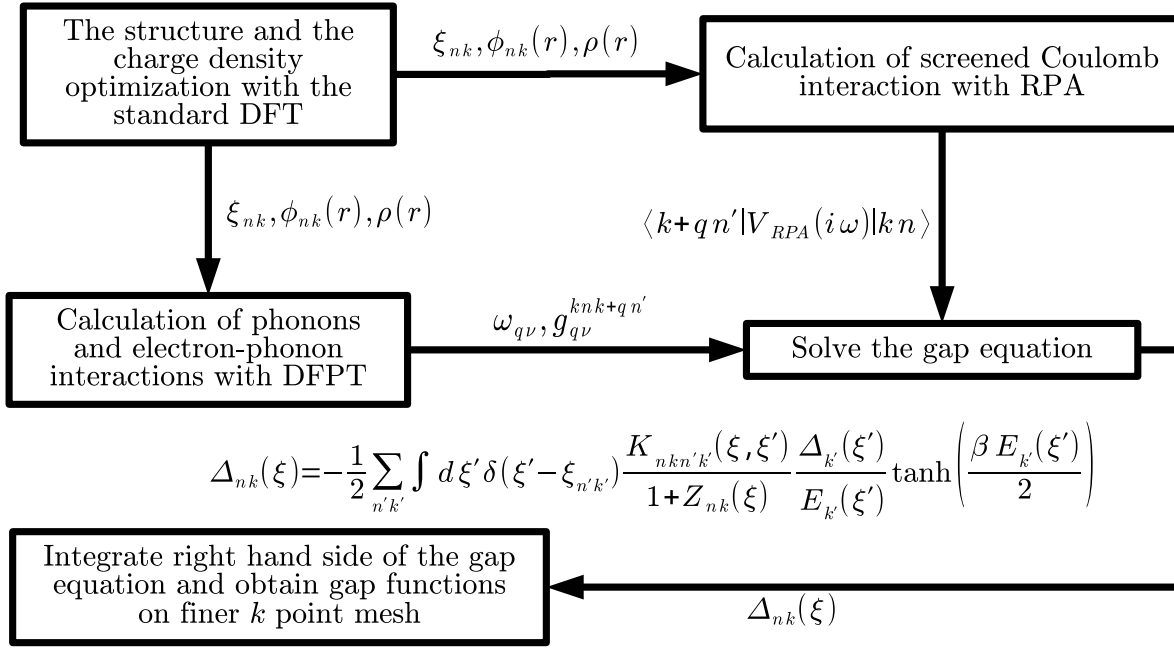 The structure and the
charge density
optimization with the
standard DFT
ξ_{nk}, ϕ_{nk}(r), ρ(r)
Calculation of screened Coulomb
interaction with RPA
ξ_{nk}, ϕ_{nk}(r), ρ(r)
⟨k+q n′|V_{RPA}(i ω)|k n⟩
Calculation of phonons
and electron-phonon
interactions with DFPT
ω_{qν}, g_{qν}^{knk+qn′}
Solve the gap equation
Δ_{nk}(ξ)=−\frac{1}{2}∑_{n′k′}∫ d ξ′ δ(ξ′−ξ_{n′k′}) \frac{K_{nkn′k′}(ξ,ξ′)}{1+Z_{nk}(ξ)} \frac{Δ_{k′}(ξ′)}{E_{k′}(ξ′)} tanh(\frac{β E_{k′}(ξ′)}{2})
Integrate right hand side of the gap
equation and obtain gap functions
on finer k point mesh
Δ_{nk}(ξ)